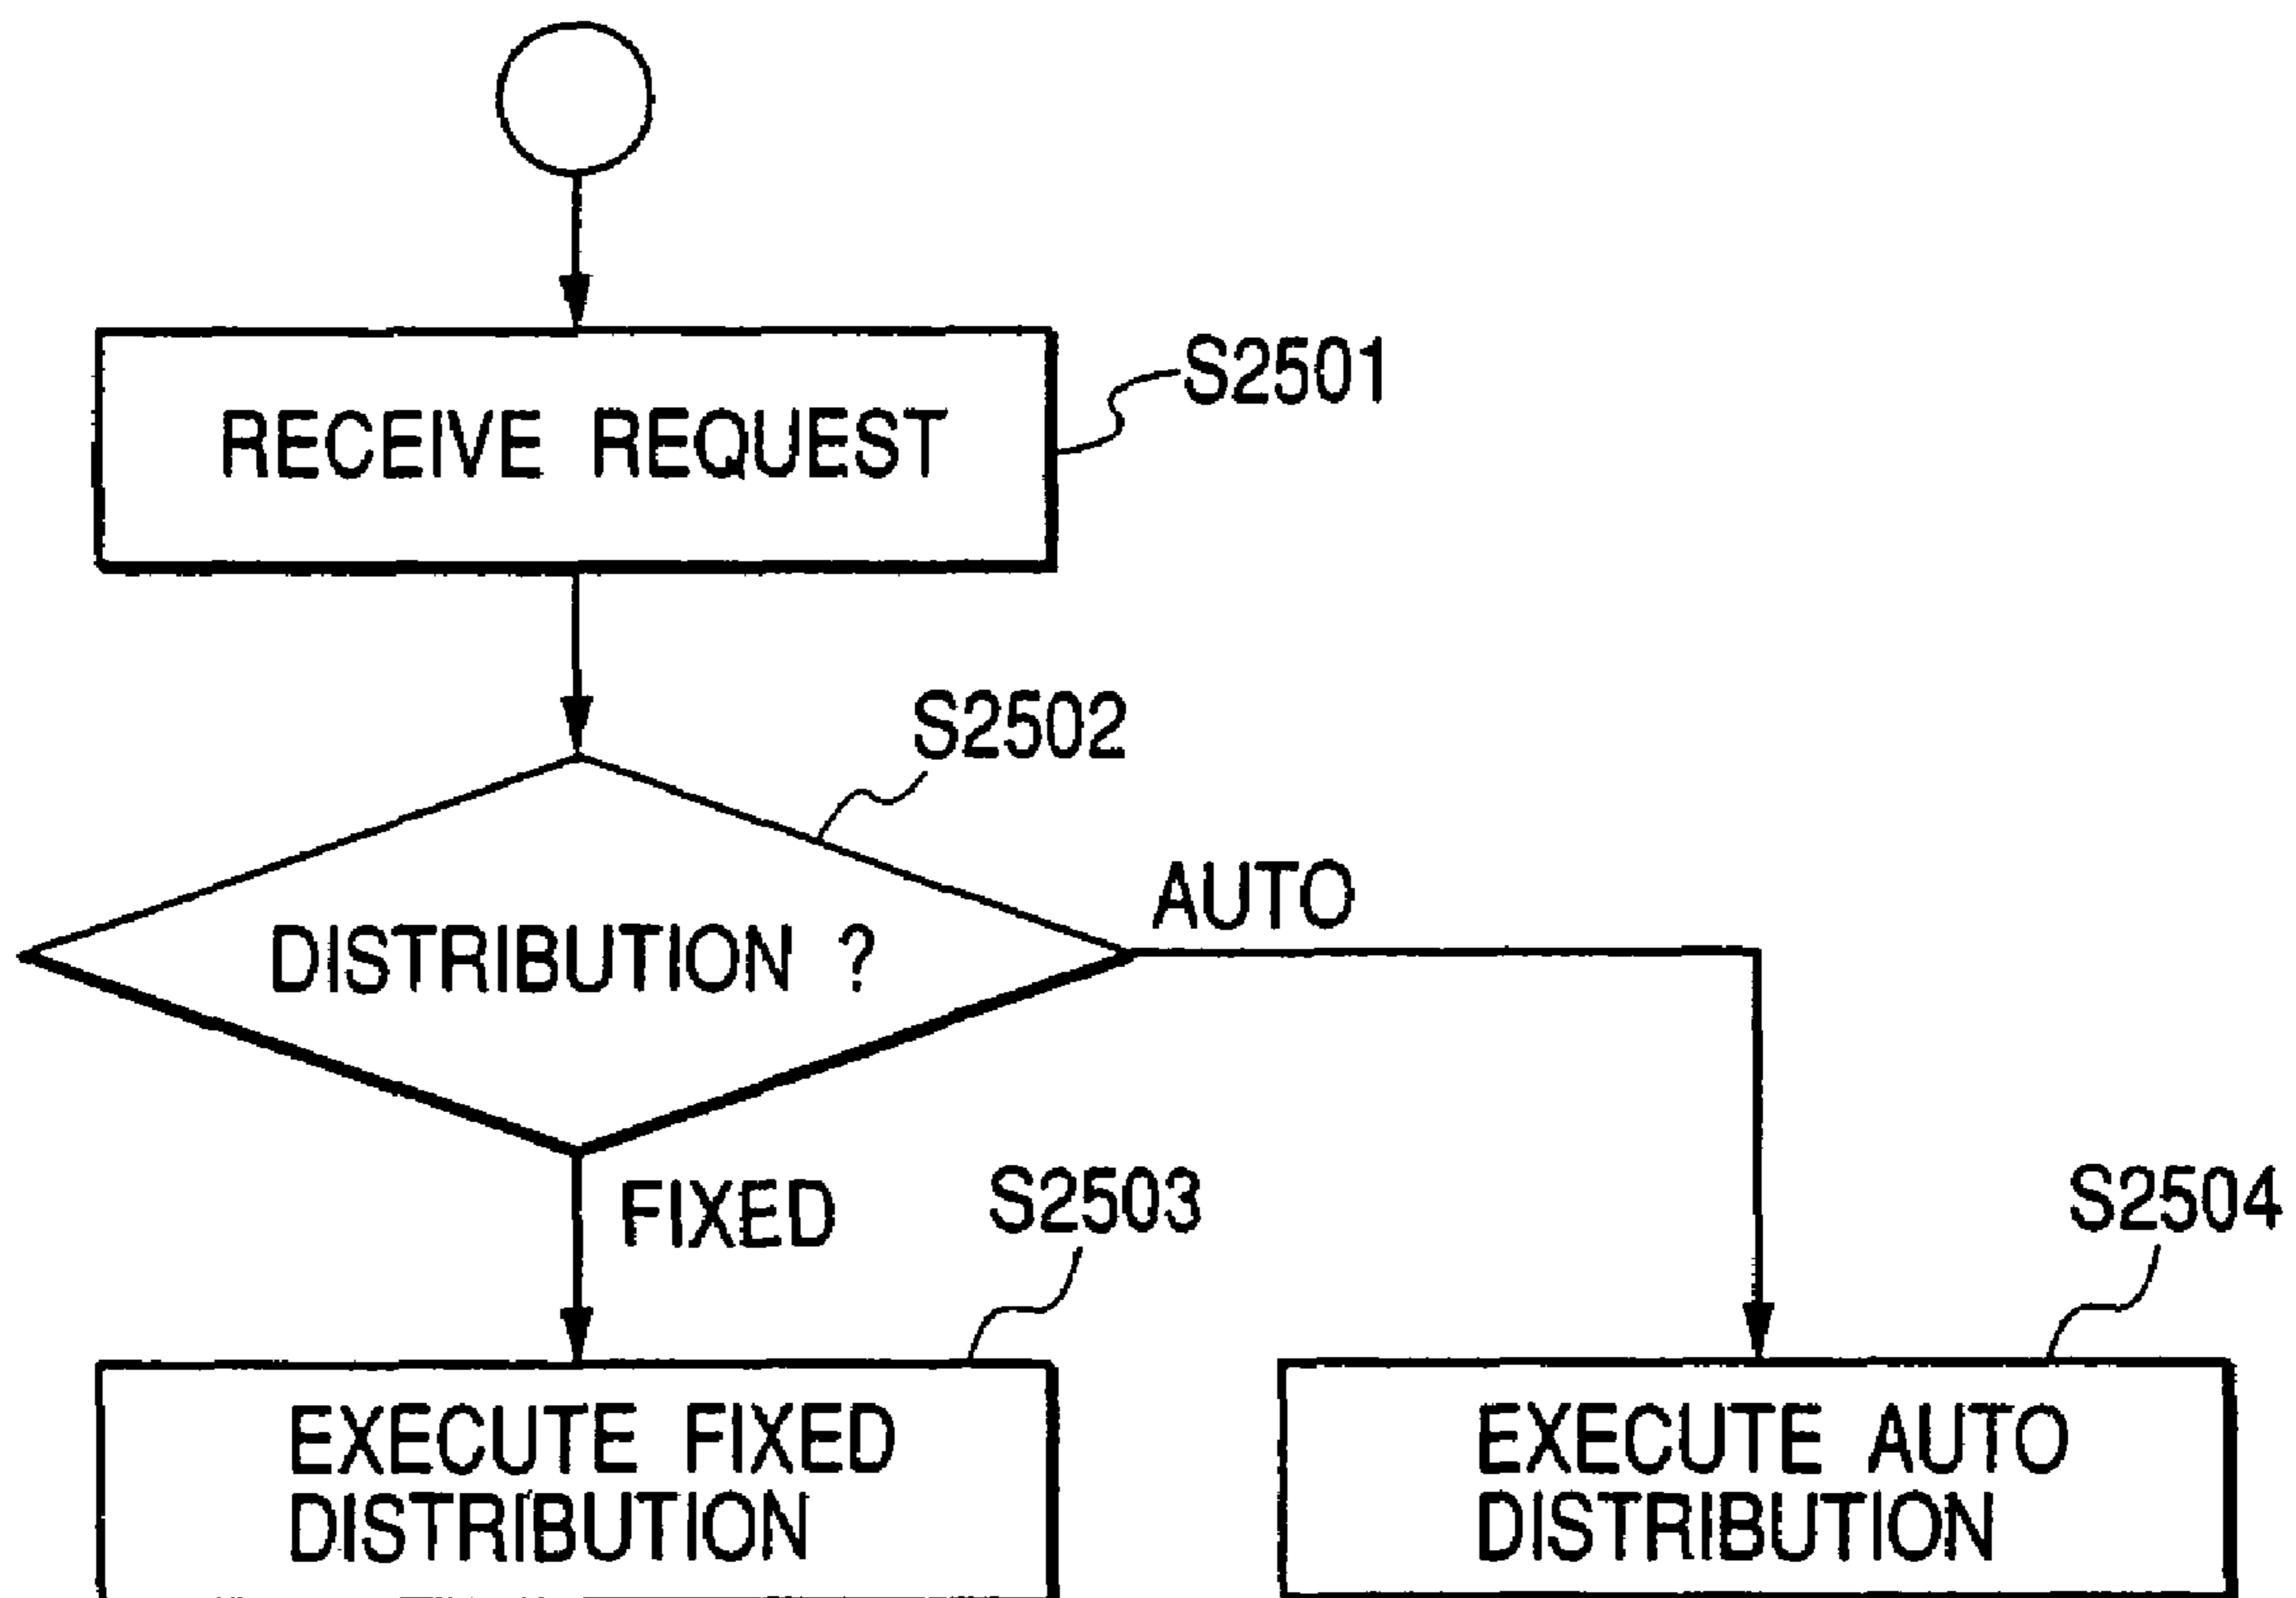 S2501
RECEIVE REQUEST
S2502
AUTO
DISTRIBUTION ?
FIXED
S2503
S2504
EXECUTE FIXED
DISTRIBUTION
EXECUTE AUTO
DISTRIBUTION